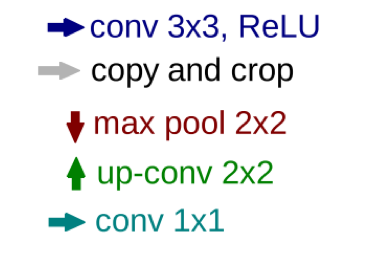 conv 3x3, ReLU
copy and crop
max pool 2x2
up-conv 2x2
conv 1x1